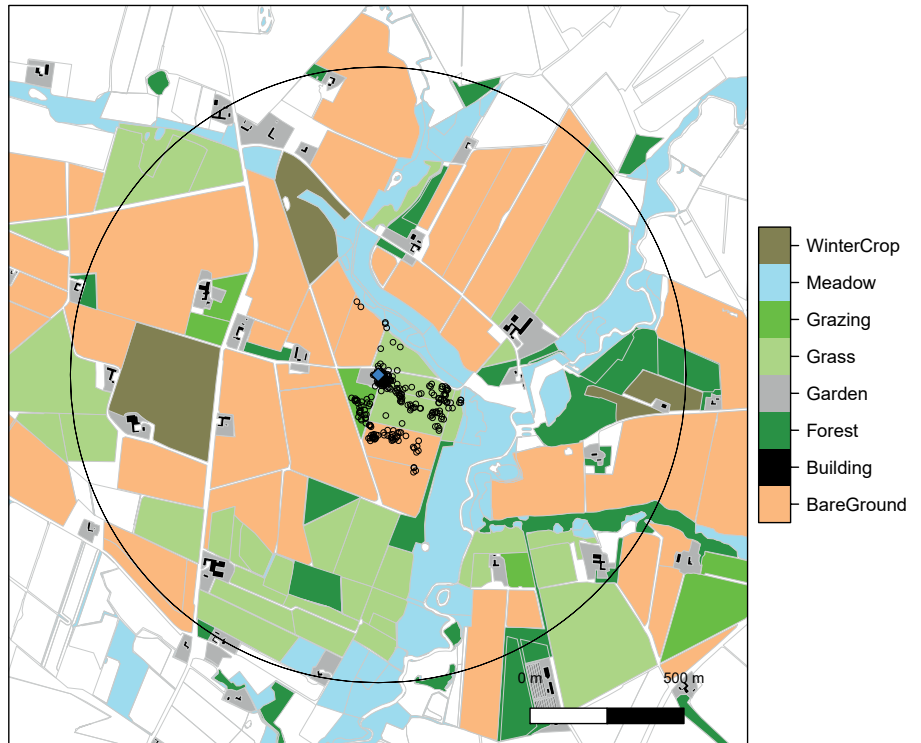 WinterCrop
Meadow
Grazing
Grass
Garden
Forest
Building
BareGround
0 m 500 m